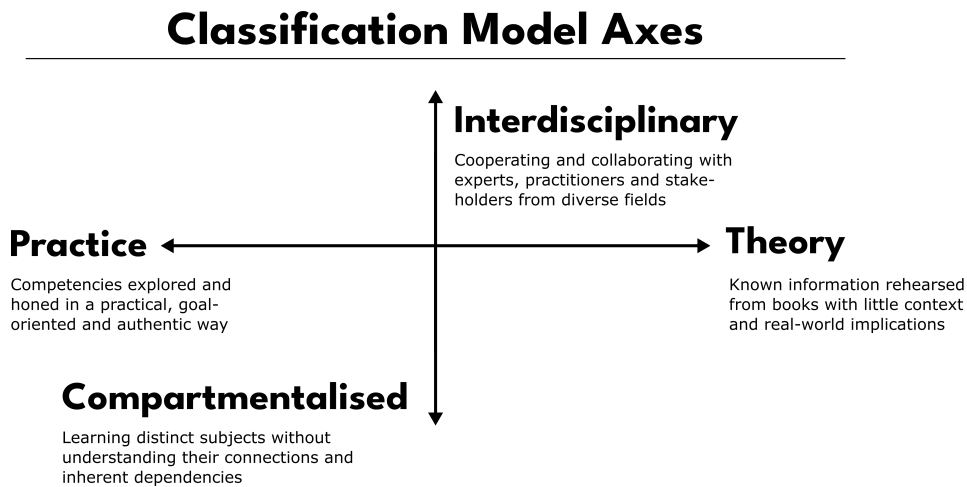 Classification Model Axes
Interdisciplinary
Cooperating and collaborating with
experts, practitioners and stake-
holders from diverse fields
Practice
Competencies explored and
honed in a practical, goal-
oriented and authentic way
Theory
Known information rehearsed
from books with little context
and real-world implications
Compartmentalised
Learning distinct subjects without
understanding their connections and
inherent dependencies